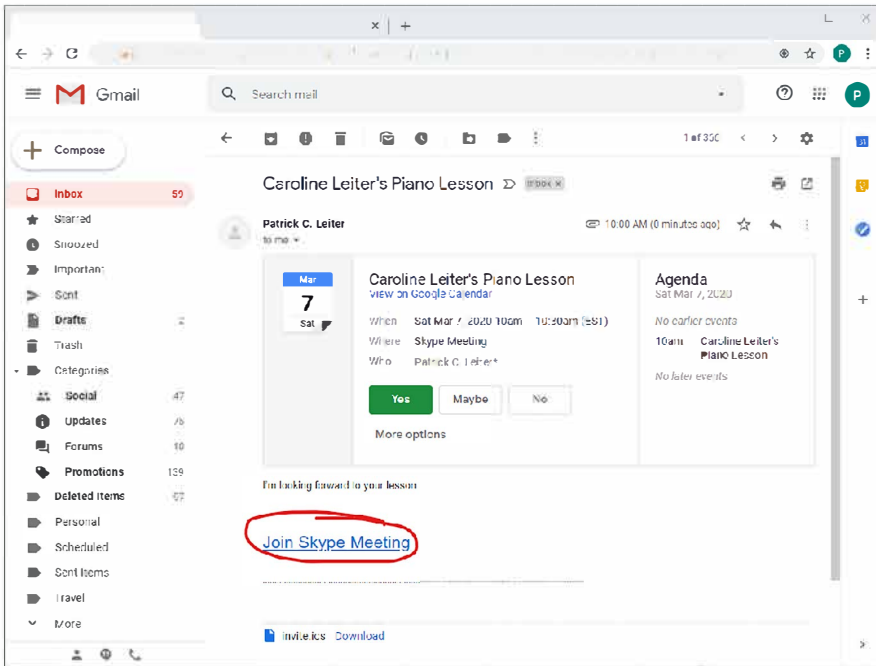 Gmail
Search mail
1 of 356
Compose
Inbox 59
Starred
Snoozed
Important
Sent
Drafts
Trash
Categories
Social 47
Updates
Forums
Promotions 139
Deleted Items
Personal
Scheduled
Sent Items
Travel
More
Caroline Leiter's Piano Lesson Inbox x
Patrick C. Leiter 10:00 AM (0 minutes ago)
to me
Mar
7
Sat
Caroline Leiter's Piano Lesson
View on Google Calendar
When Sat Mar 7, 2020 10am 10:30am (EST)
Where Skype Meeting
Who Patrick C. Leiter*
Yes Maybe No
More options
Agenda
Sat Mar 7, 2020
No earlier events
10am Caroline Leiter's
Piano Lesson
No later events
I'm looking forward to your lesson
Join Skype Meeting
invite.ics Download
P
P
31